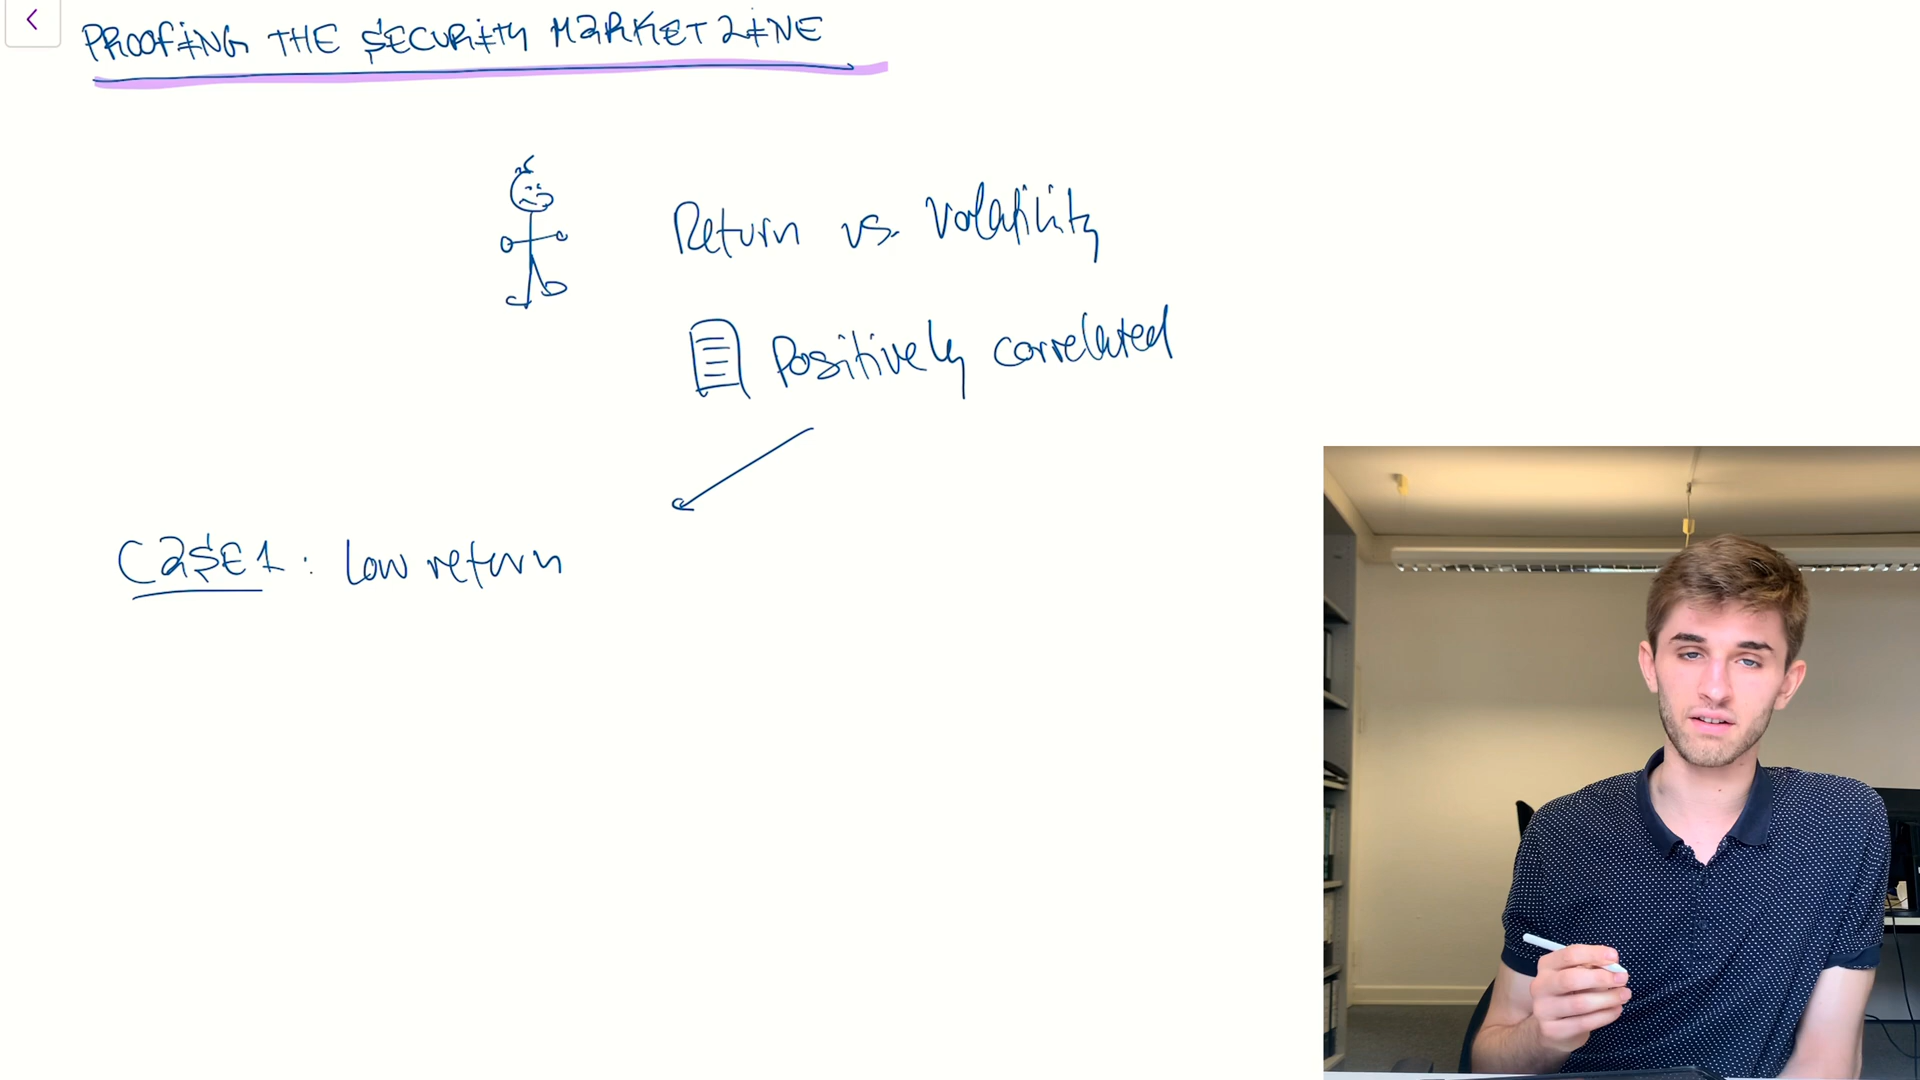 PROOFING THE SECURITY MARKET LINE
Return vs. Volatility
Positively correlated
CASE 1: Low return